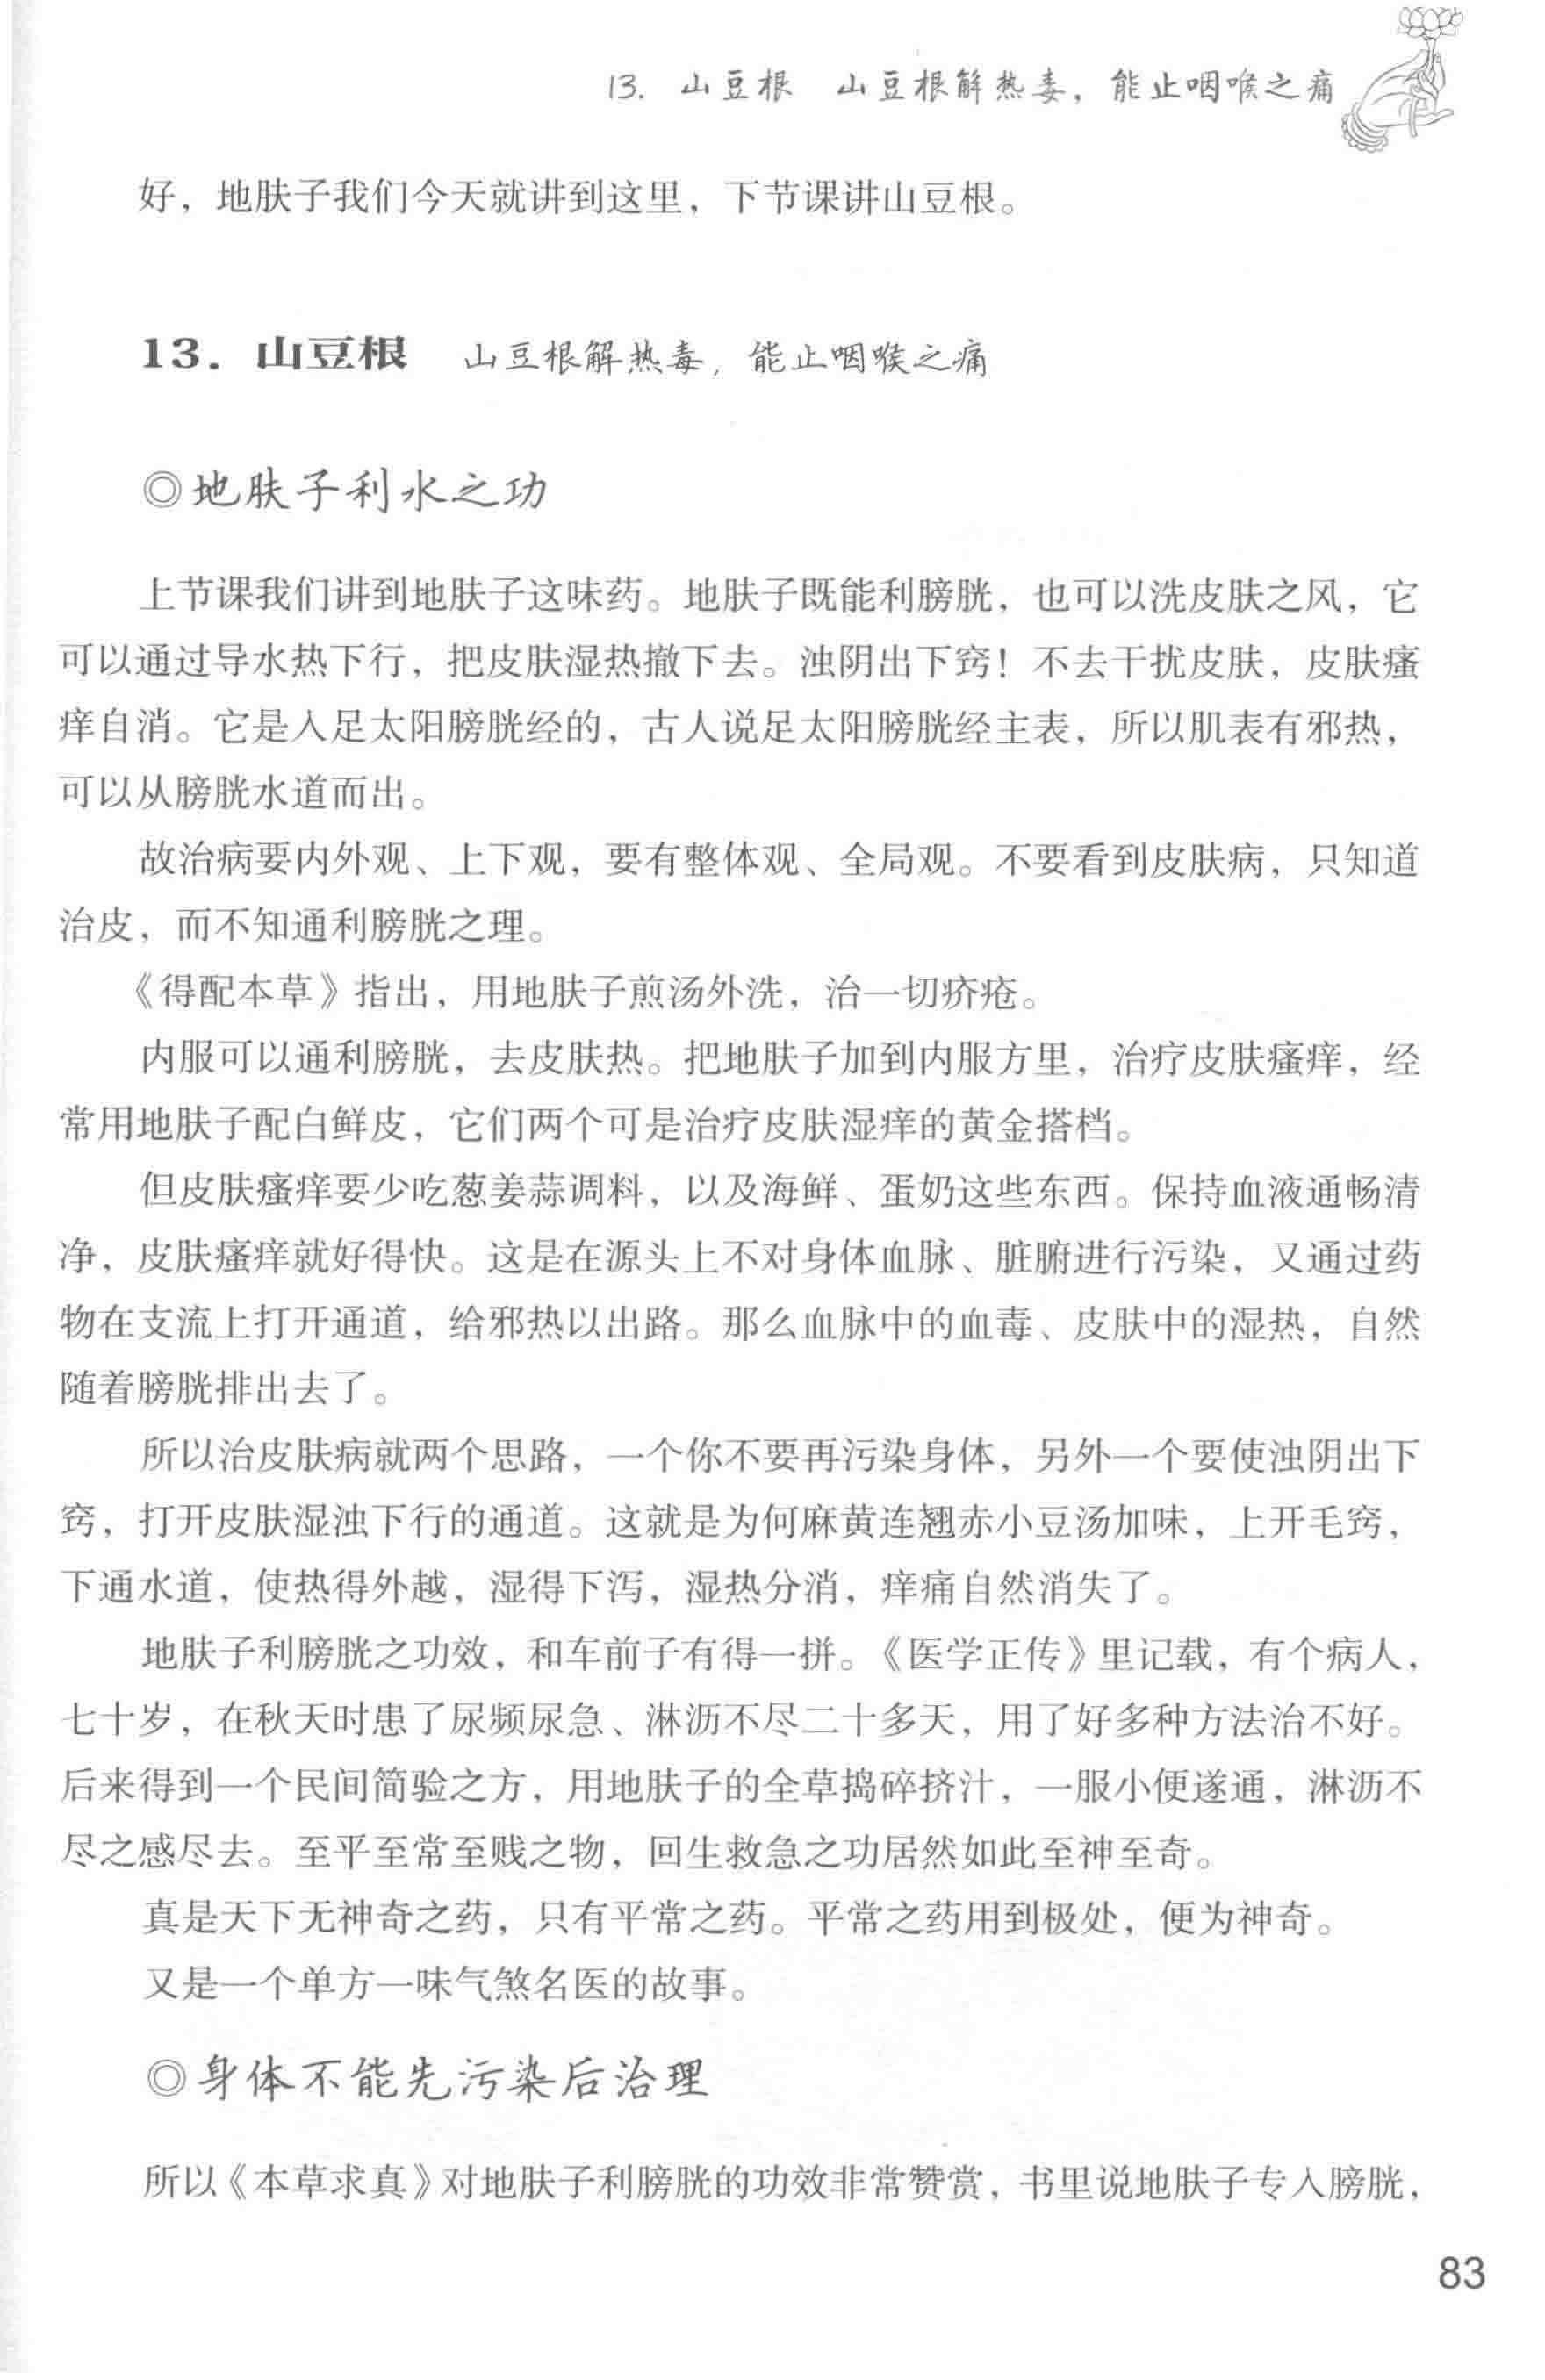 13. 山豆根 山豆根解热毒，能止咽喉之痛
好，地肤子我们今天就讲到这里，下节课讲山豆根。
13. 山豆根 山豆根解热毒，能止咽喉之痛
◎地肤子利水之功
上节课我们讲到地肤子这味药。地肤子既能利膀胱，也可以洗皮肤之风，它
可以通过导水热下行，把皮肤湿热撤下去。浊阴出下窍！不去干扰皮肤，皮肤瘙
痒自消。它是入足太阳膀胱经的，古人说足太阳膀胱经主表，所以肌表有邪热，
可以从膀胱水道而出。
故治病要内外观、上下观，要有整体观、全局观。不要看到皮肤病，只知道
治皮，而不知通利膀胱之理。
《得配本草》指出，用地肤子煎汤外洗，治一切疥疮。
内服可以通利膀胱，去皮肤热。把地肤子加到内服方里，治疗皮肤瘙痒，经
常用地肤子配白鲜皮，它们两个可是治疗皮肤湿痒的黄金搭档。
但皮肤瘙痒要少吃葱姜蒜调料，以及海鲜、蛋奶这些东西。保持血液通畅清
净，皮肤瘙痒就好得快。这是在源头上不对身体血脉、脏腑进行污染，又通过药
物在支流上打开通道，给邪热以出路。那么血脉中的血毒、皮肤中的湿热，自然
随着膀胱排出去了。
所以治皮肤病就两个思路，一个你不要再污染身体，另外一个要使浊阴出下
窍，打开皮肤湿浊下行的通道。这就是为何麻黄连翘赤小豆汤加味，上开毛窍，
下通水道，使热得外越，湿得下泻，湿热分消，痒痛自然消失了。
地肤子利膀胱之功效，和车前子有得一拼。《医学正传》里记载，有个病人，
七十岁，在秋天时患了尿频尿急、淋沥不尽二十多天，用了好多种方法治不好。
后来得到一个民间简验之方，用地肤子的全草捣碎挤汁，一服小便遂通，淋沥不
尽之感尽去。至平至常至贱之物，回生救急之功居然如此至神至奇。
真是天下无神奇之药，只有平常之药。平常之药用到极处，便为神奇。
又是一个单方一味气煞名医的故事。
◎身体不能先污染后治理
所以《本草求真》对地肤子利膀胱的功效非常赞赏，书里说地肤子专入膀胱，
83